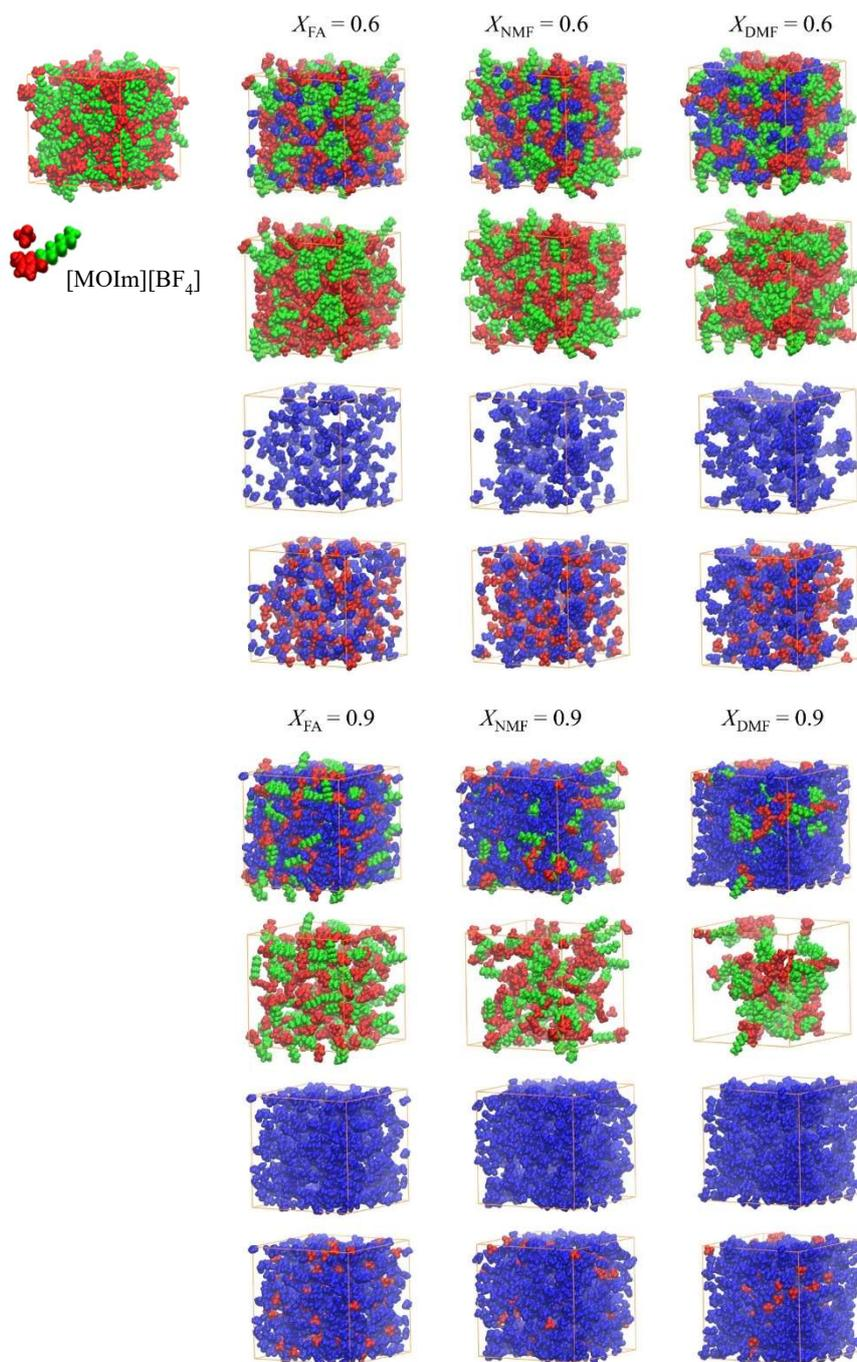 X_FA = 0.6 X_NMF = 0.6 X_DMF = 0.6
[MOIm][BF₄]
X_FA = 0.9 X_NMF = 0.9 X_DMF = 0.9